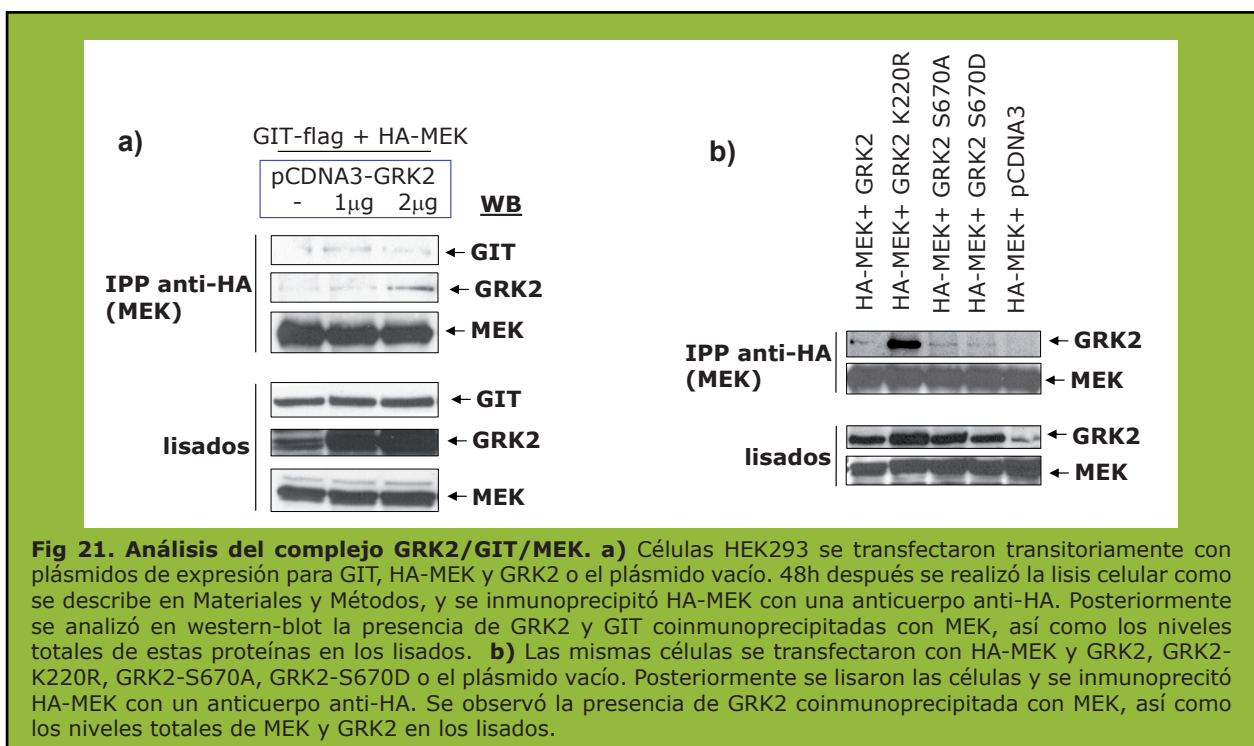 a)
GIT-flag + HA-MEK
pCDNA3-GRK2
- 1µg 2µg
WB
IPP anti-HA
(MEK)
GIT
GRK2
MEK
lisados
GIT
GRK2
MEK
b)
HA-MEK+ GRK2
HA-MEK+ GRK2 K220R
HA-MEK+ GRK2 S670A
HA-MEK+ GRK2 S670D
HA-MEK+ pCDNA3
IPP anti-HA
(MEK)
GRK2
MEK
lisados
GRK2
MEK
Fig 21. Análisis del complejo GRK2/GIT/MEK. a) Células HEK293 se transfectaron transitoriamente con
plásmidos de expresión para GIT, HA-MEK y GRK2 o el plásmido vacío. 48h después se realizó la lisis celular como
se describe en Materiales y Métodos, y se inmunoprecipitó HA-MEK con una anticuerpo anti-HA. Posteriormente
se analizó en western-blot la presencia de GRK2 y GIT coinmunoprecipitadas con MEK, así como los niveles
totales de estas proteínas en los lisados. b) Las mismas células se transfectaron con HA-MEK y GRK2, GRK2-
K220R, GRK2-S670A, GRK2-S670D o el plásmido vacío. Posteriormente se lisaron las células y se inmunoprecitó
HA-MEK con un anticuerpo anti-HA. Se observó la presencia de GRK2 coinmunoprecipitada con MEK, así como
los niveles totales de MEK y GRK2 en los lisados.